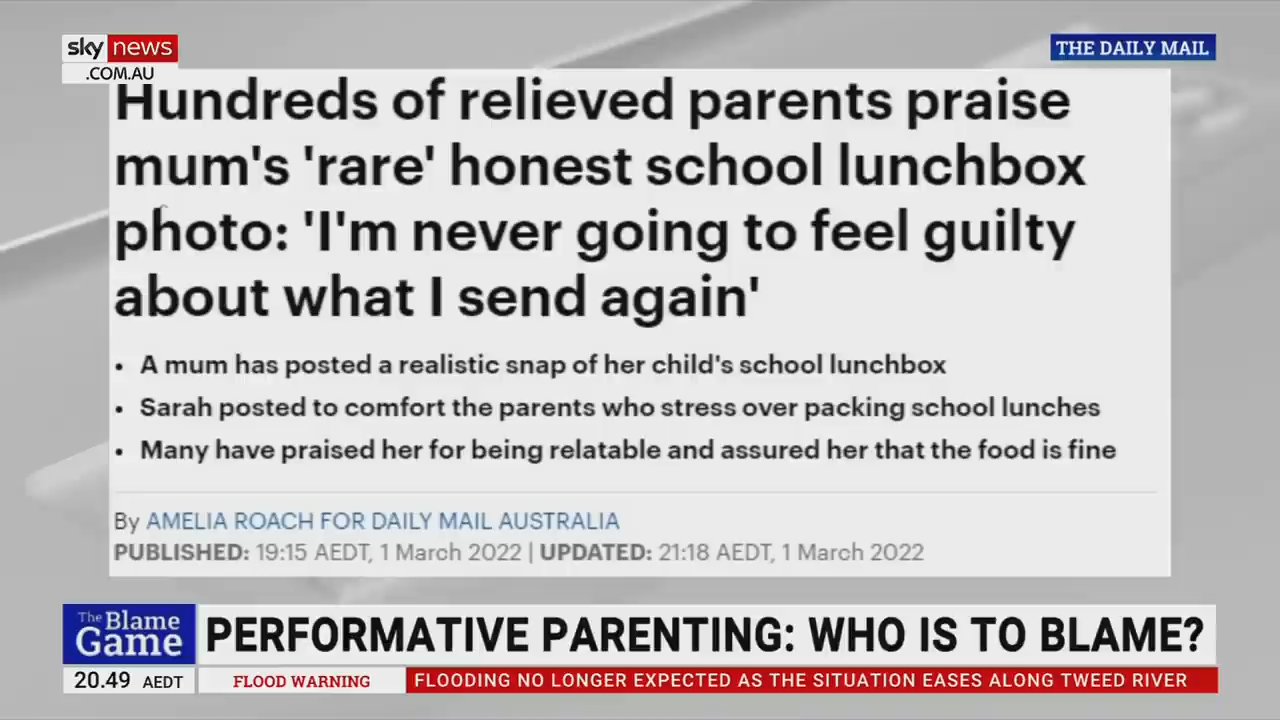 sky news
.COM.AU
THE DAILY MAIL
Hundreds of relieved parents praise
mum's 'rare' honest school lunchbox
photo: 'I'm never going to feel guilty
about what I send again'
• A mum has posted a realistic snap of her child's school lunchbox
• Sarah posted to comfort the parents who stress over packing school lunches
• Many have praised her for being relatable and assured her that the food is fine
By AMELIA ROACH FOR DAILY MAIL AUSTRALIA
PUBLISHED: 19:15 AEDT, 1 March 2022 | UPDATED: 21:18 AEDT, 1 March 2022
The Blame
Game
PERFORMATIVE PARENTING: WHO IS TO BLAME?
20.49 AEDT
FLOOD WARNING
FLOODING NO LONGER EXPECTED AS THE SITUATION EASES ALONG TWEED RIVER